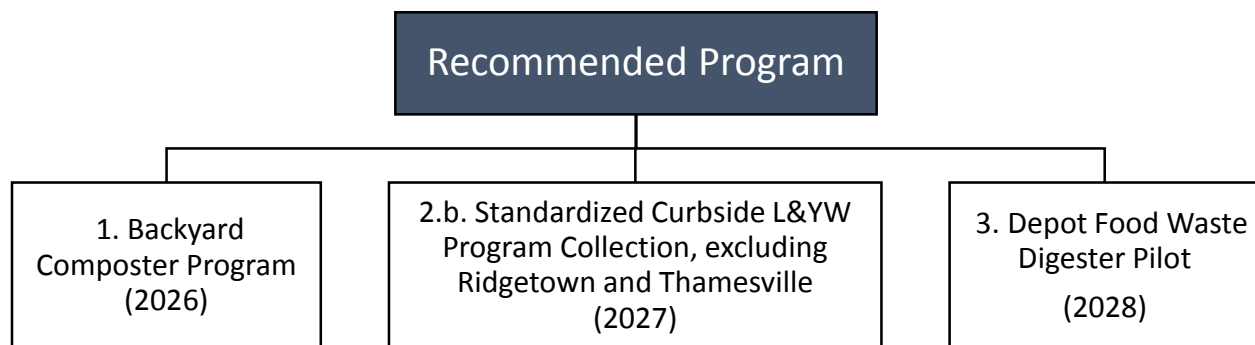 Recommended Program
1. Backyard
Composter Program
(2026)
2.b. Standardized Curbside L&YW
Program Collection, excluding
Ridgetown and Thamesville
(2027)
3. Depot Food Waste
Digester Pilot
(2028)